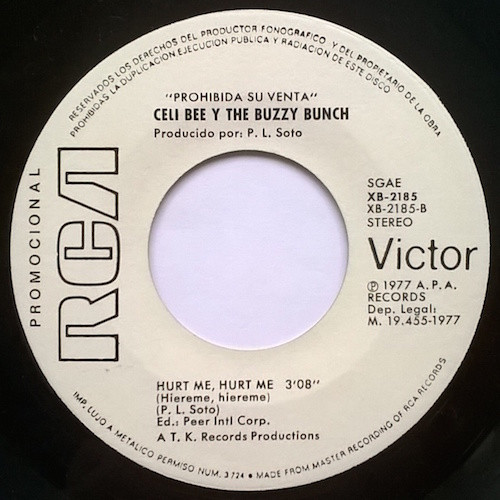 RESERVADOS LOS DERECHOS DEL PRODUCTOR FONOGRAFICO Y DEL PROPIETARIO DE LA OBRA
PROHIBIDAS LA DUPLICACION, EJECUCION PUBLICA Y RADIACION DE ESTE DISCO
"PROHIBIDA SU VENTA"
CELI BEE Y THE BUZZY BUNCH
Producido por: P. L. Soto
PROMOCIONAL
RCA
SGAE
XB-2185
XB-2185-B
STEREO
Victor
Ⓟ 1977 A.P.A.
RECORDS
Dep. Legal:
M. 19.455-1977
HURT ME, HURT ME 3'08"
(Hiereme, hiereme)
(P. L. Soto)
Ed.: Peer Intl Corp.
A T. K. Records Productions
IMP. LUJO A METALICO PERMISO NUM. 3724 • MADE FROM MASTER RECORDING OF RCA RECORDS